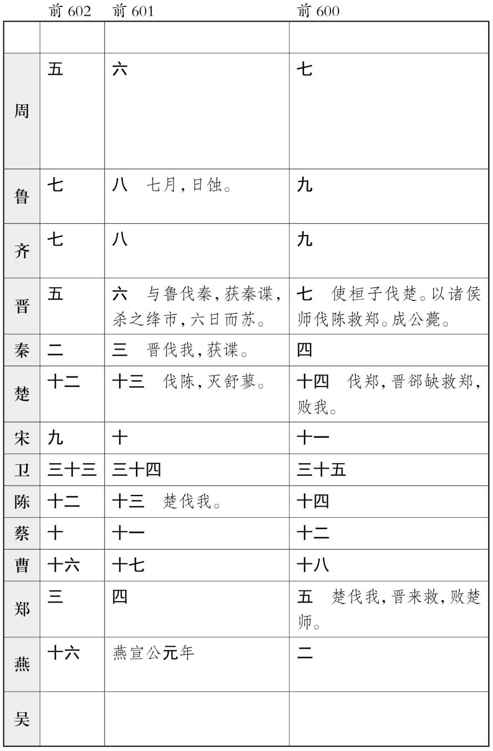 前 602 前 601 前 600
周 五 六 七
鲁 七 八 七月，日蚀。 九
齐 七 八 九
晋 五 六 与鲁伐秦，获秦谍， 七 使桓子伐楚。以诸侯
杀之绛市，六日而苏。 师伐陈救郑。成公薨。
秦 二 三 晋伐我，获谍。 四
楚 十二 十三 伐陈，灭舒蓼。 十四 伐郑，晋郤缺救郑，
败我。
宋 九 十 十一
卫 三十三 三十四 三十五
陈 十二 十三 楚伐我。 十四
蔡 十 十一 十二
曹 十六 十七 十八
郑 三 四 五 楚伐我，晋来救，败楚
师。
燕 十六 燕宣公元年 二
吴